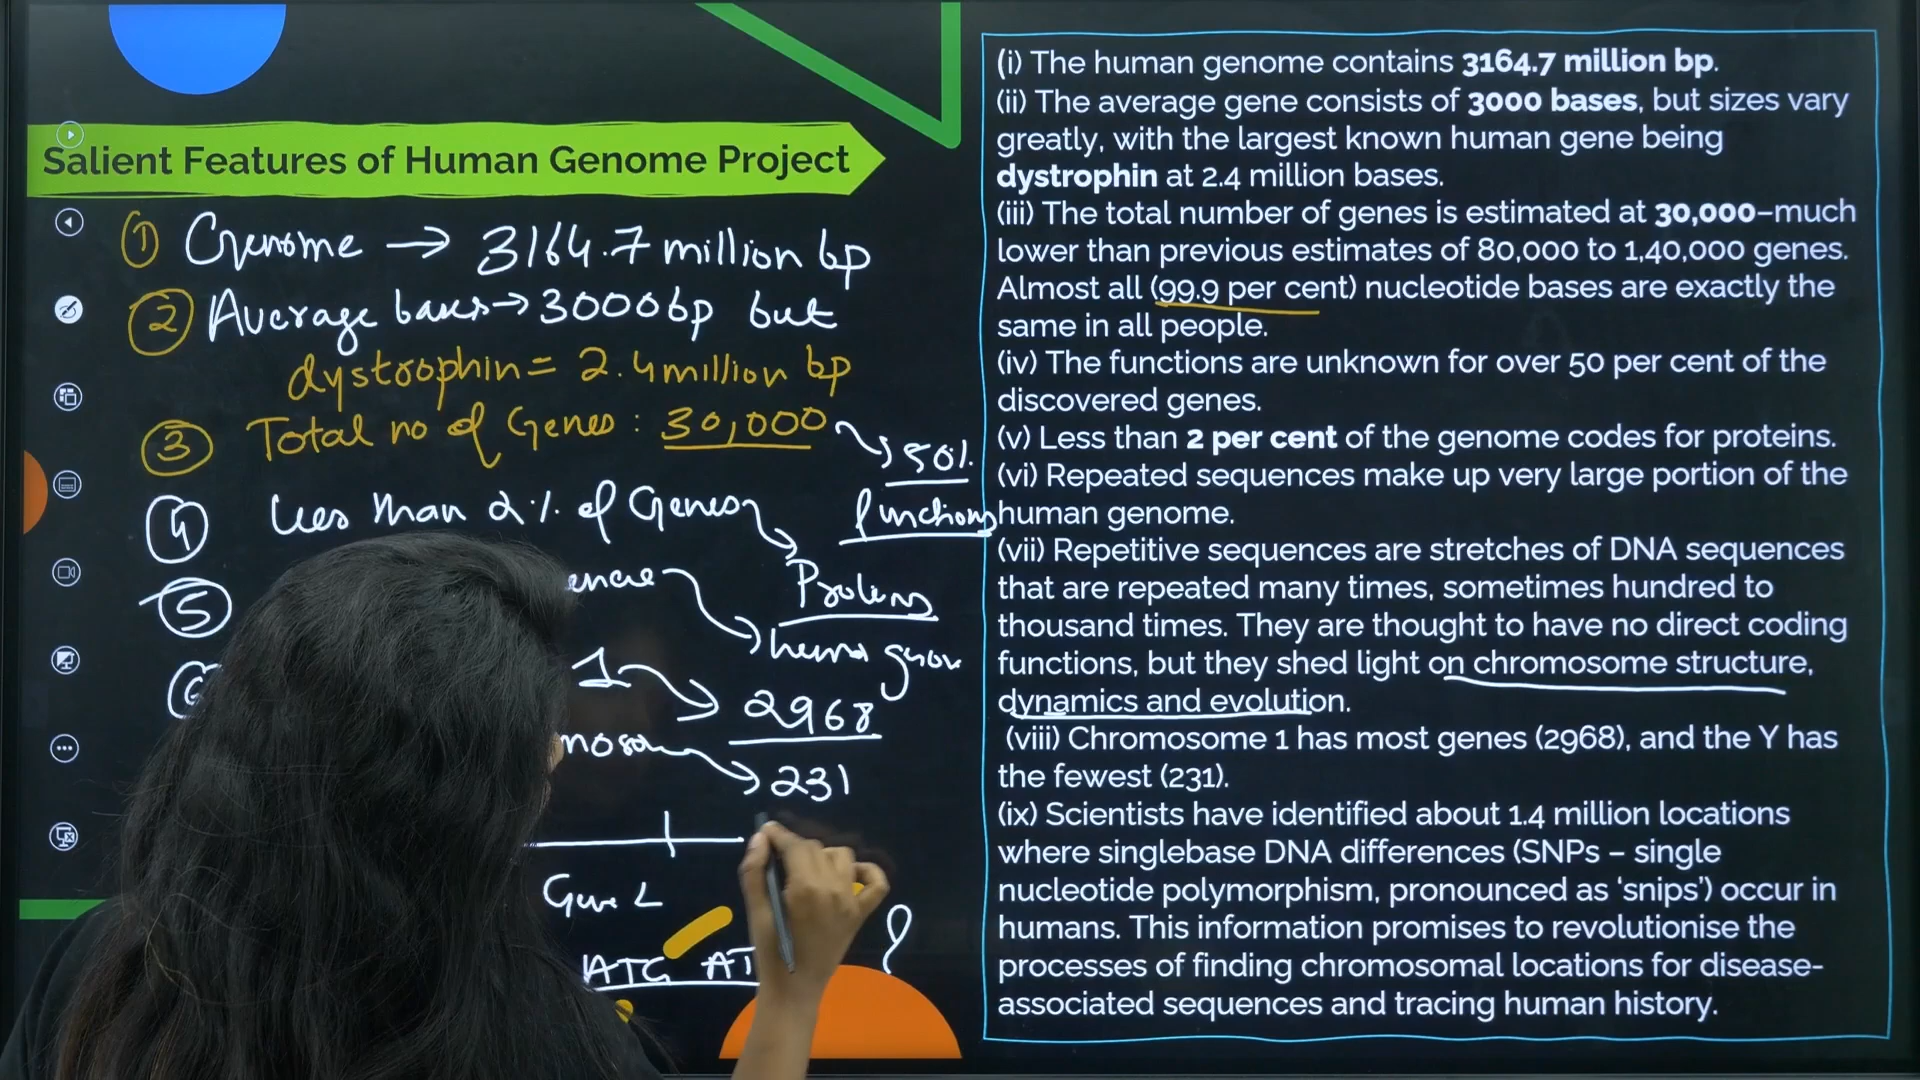 Salient Features of Human Genome Project
① Genome → 3164.7 million bp
② Average bases → 3000bp but
dystrophin = 2.4 million bp
③ Total no of Genes : 30,000
50%
functions
④ Less than 2% of Genes
Proteins
⑤
1
2968
231
Gene
ATG AT
(i) The human genome contains 3164.7 million bp.
(ii) The average gene consists of 3000 bases, but sizes vary
greatly, with the largest known human gene being
dystrophin at 2.4 million bases.
(iii) The total number of genes is estimated at 30,000–much
lower than previous estimates of 80,000 to 1,40,000 genes.
Almost all (99.9 per cent) nucleotide bases are exactly the
same in all people.
(iv) The functions are unknown for over 50 per cent of the
discovered genes.
(v) Less than 2 per cent of the genome codes for proteins.
(vi) Repeated sequences make up very large portion of the
human genome.
(vii) Repetitive sequences are stretches of DNA sequences
that are repeated many times, sometimes hundred to
thousand times. They are thought to have no direct coding
functions, but they shed light on chromosome structure,
dynamics and evolution.
(viii) Chromosome 1 has most genes (2968), and the Y has
the fewest (231).
(ix) Scientists have identified about 1.4 million locations
where singlebase DNA differences (SNPs – single
nucleotide polymorphism, pronounced as ‘snips’) occur in
humans. This information promises to revolutionise the
processes of finding chromosomal locations for disease-
associated sequences and tracing human history.